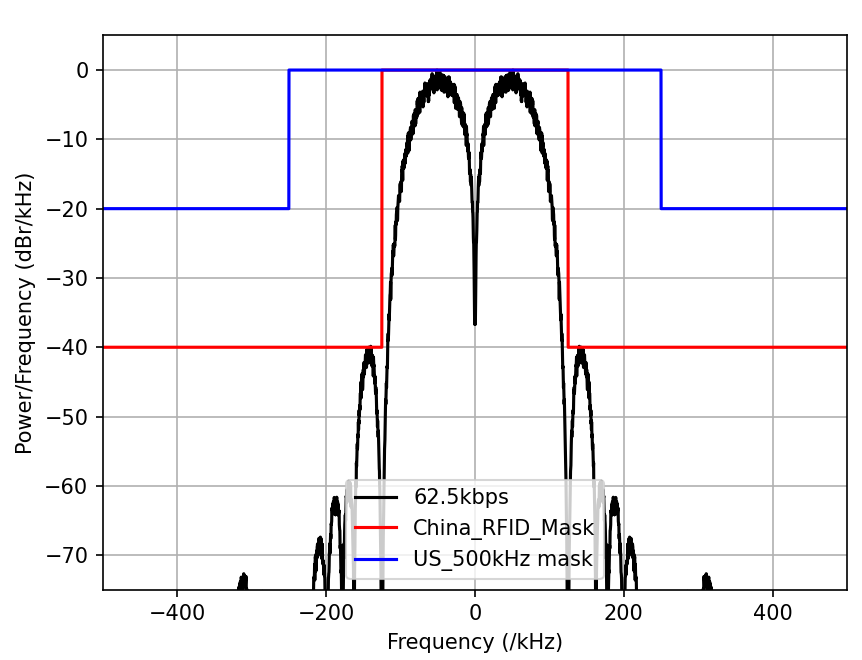 0
−10
−20
−30
−40
−50
−60
−70
Power/Frequency (dBr/kHz)
62.5kbps
China_RFID_Mask
US_500kHz mask
−400
−200
0
200
400
Frequency (/kHz)